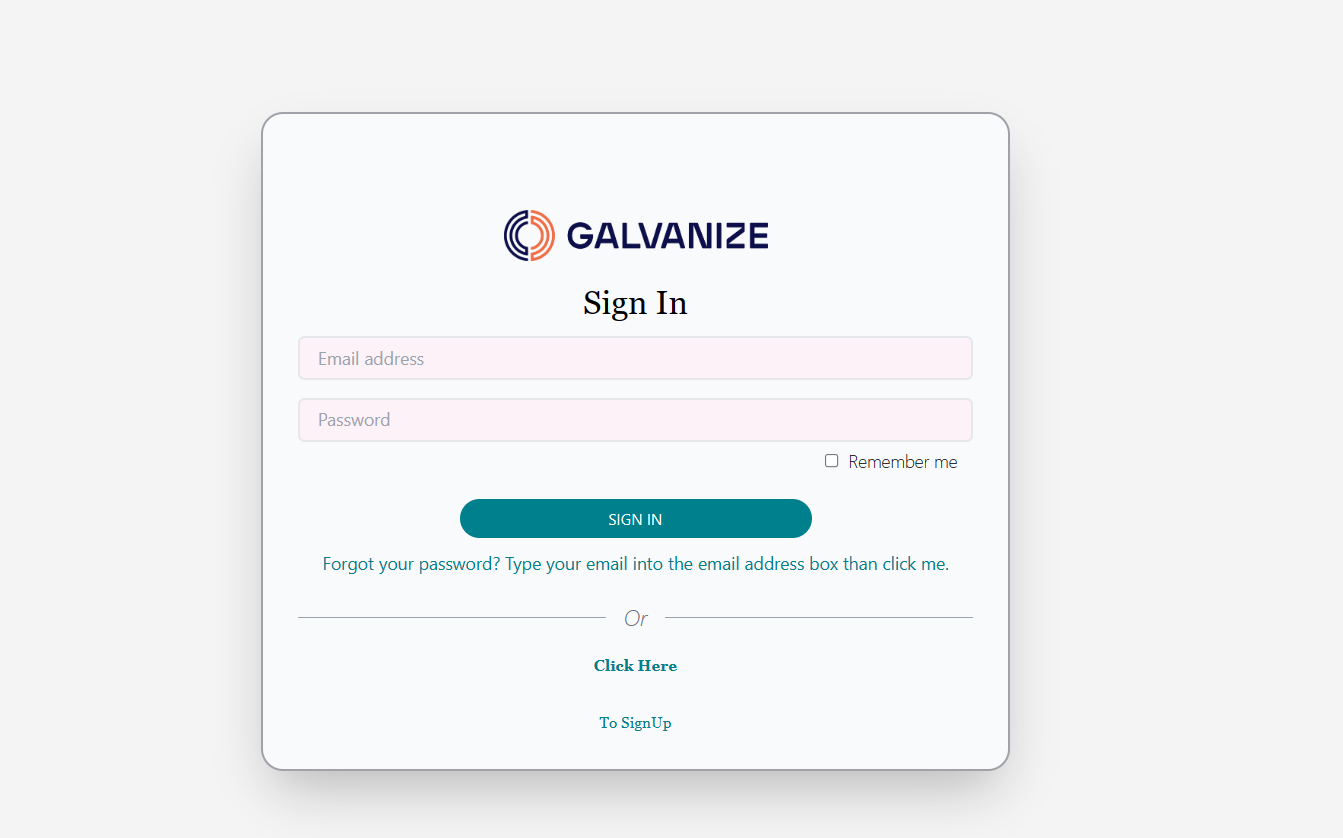 GALVANIZE
Sign In
Email address
Password
Remember me
SIGN IN
Forgot your password? Type your email into the email address box than click me.
Or
Click Here
To SignUp